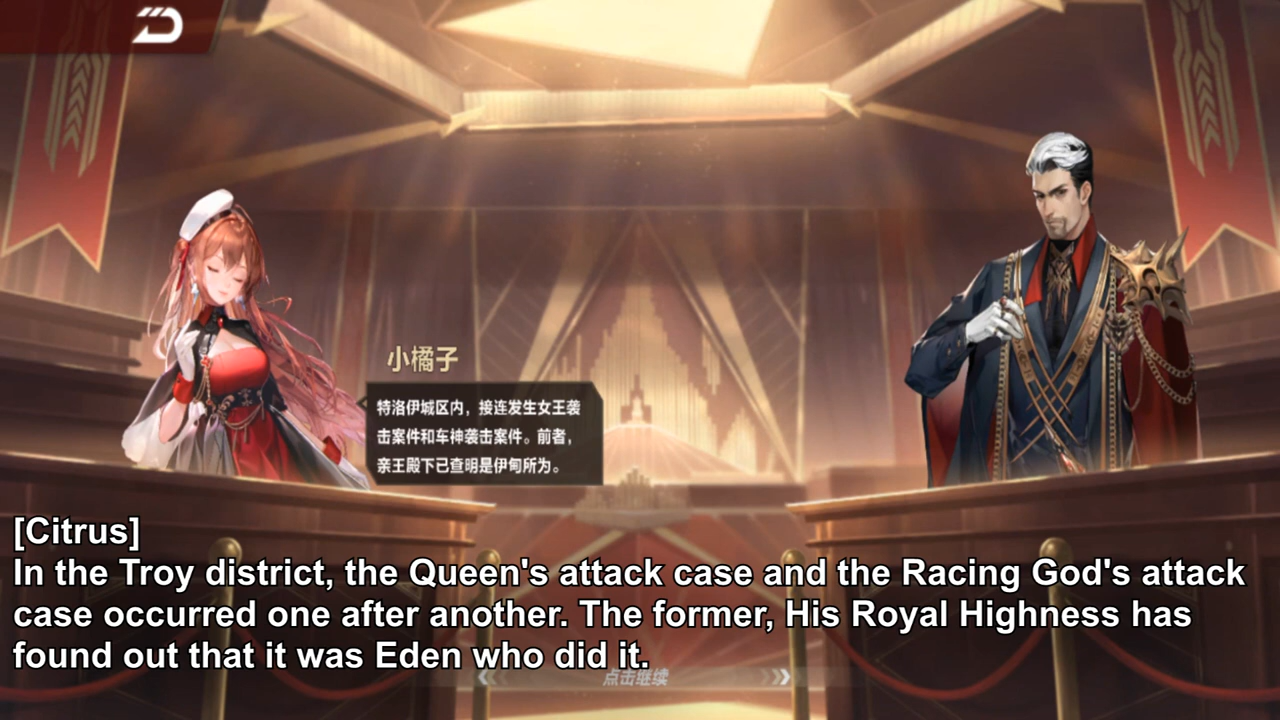 小橘子
特洛伊城区内，接连发生女王袭
击案件和车神袭击案件。前者，
亲王殿下已查明是伊甸所为。
[Citrus]
In the Troy district, the Queen's attack case and the Racing God's attack
case occurred one after another. The former, His Royal Highness has
found out that it was Eden who did it.
点击继续